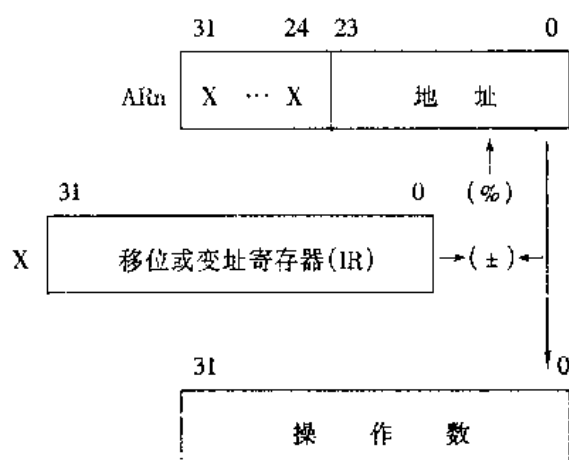 31 24 23 0
ARn X … X 地 址
31 0 (%)
X 移位或变址寄存器(IR) (±)
31 0
操 作 数